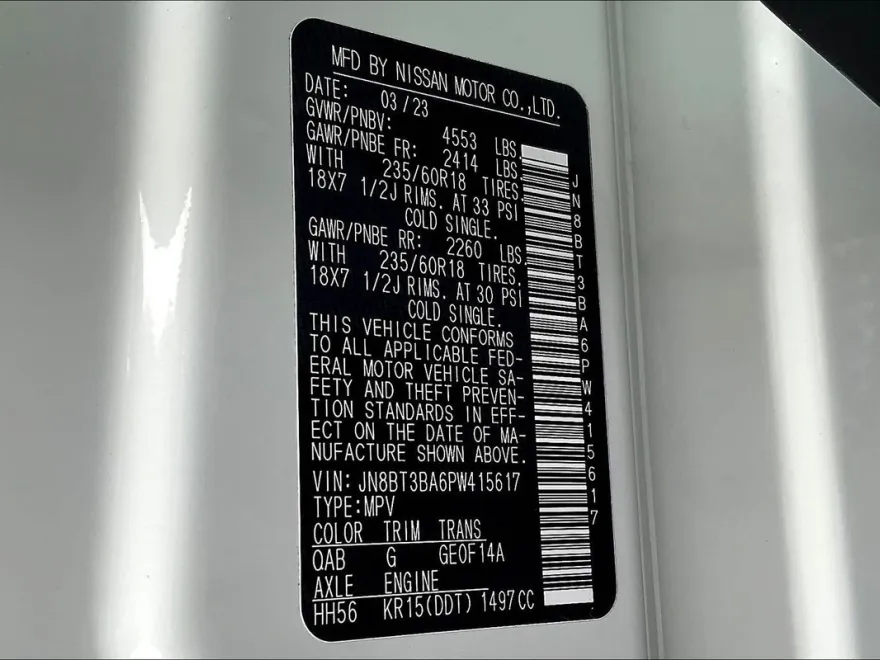 MFD BY NISSAN MOTOR CO.,LTD.
DATE: 03/23
GVWR/PNBV: 4553 LBS.
GAWR/PNBE FR: 2414 LBS.
WITH 235/60R18 TIRES.
18X7 1/2J RIMS. AT 33 PSI
COLD SINGLE.
GAWR/PNBE RR: 2260 LBS.
WITH 235/60R18 TIRES.
18X7 1/2J RIMS. AT 30 PSI
COLD SINGLE.
THIS VEHICLE CONFORMS
TO ALL APPLICABLE FED-
ERAL MOTOR VEHICLE SA-
FETY AND THEFT PREVEN-
TION STANDARDS IN EFF-
ECT ON THE DATE OF MA-
NUFACTURE SHOWN ABOVE.
VIN: JN8BT3BA6PW415617
TYPE:MPV
COLOR TRIM TRANS
QAB G GEOF14A
AXLE ENGINE
HH56 KR15(DDT) 1497CC
JN8BT3BA6PW415617